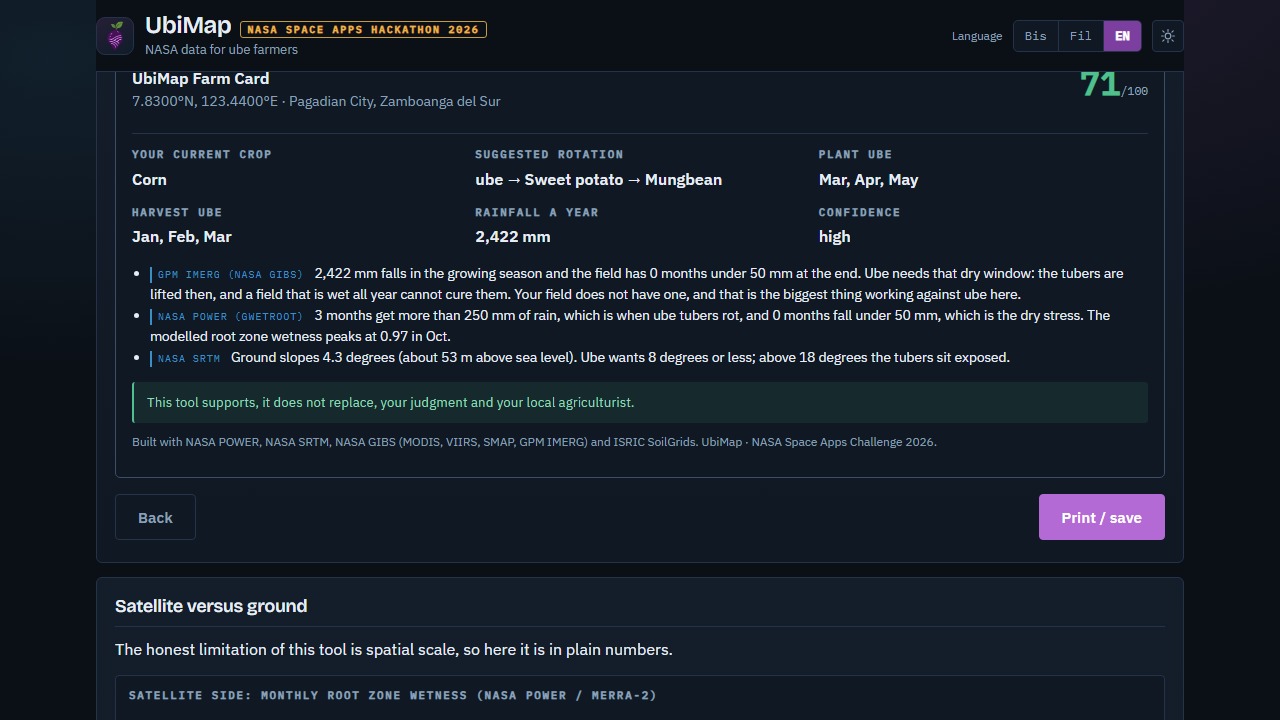 UbiMap NASA SPACE APPS HACKATHON 2026
NASA data for ube farmers
Language Bis Fil EN
UbiMap Farm Card
7.8300°N, 123.4400°E · Pagadian City, Zamboanga del Sur
71/100
YOUR CURRENT CROP
Corn
SUGGESTED ROTATION
ube → Sweet potato → Mungbean
PLANT UBE
Mar, Apr, May
HARVEST UBE
Jan, Feb, Mar
RAINFALL A YEAR
2,422 mm
CONFIDENCE
high
GPM IMERG (NASA GIBS) 2,422 mm falls in the growing season and the field has 0 months under 50 mm at the end. Ube needs that dry window: the tubers are
lifted then, and a field that is wet all year cannot cure them. Your field does not have one, and that is the biggest thing working against ube here.
NASA POWER (GWETROOT) 3 months get more than 250 mm of rain, which is when ube tubers rot, and 0 months fall under 50 mm, which is the dry stress. The
modelled root zone wetness peaks at 0.97 in Oct.
NASA SRTM Ground slopes 4.3 degrees (about 53 m above sea level). Ube wants 8 degrees or less; above 18 degrees the tubers sit exposed.
This tool supports, it does not replace, your judgment and your local agriculturist.
Built with NASA POWER, NASA SRTM, NASA GIBS (MODIS, VIIRS, SMAP, GPM IMERG) and ISRIC SoilGrids. UbiMap · NASA Space Apps Challenge 2026.
Back
Print / save
Satellite versus ground
The honest limitation of this tool is spatial scale, so here it is in plain numbers.
SATELLITE SIDE: MONTHLY ROOT ZONE WETNESS (NASA POWER / MERRA-2)